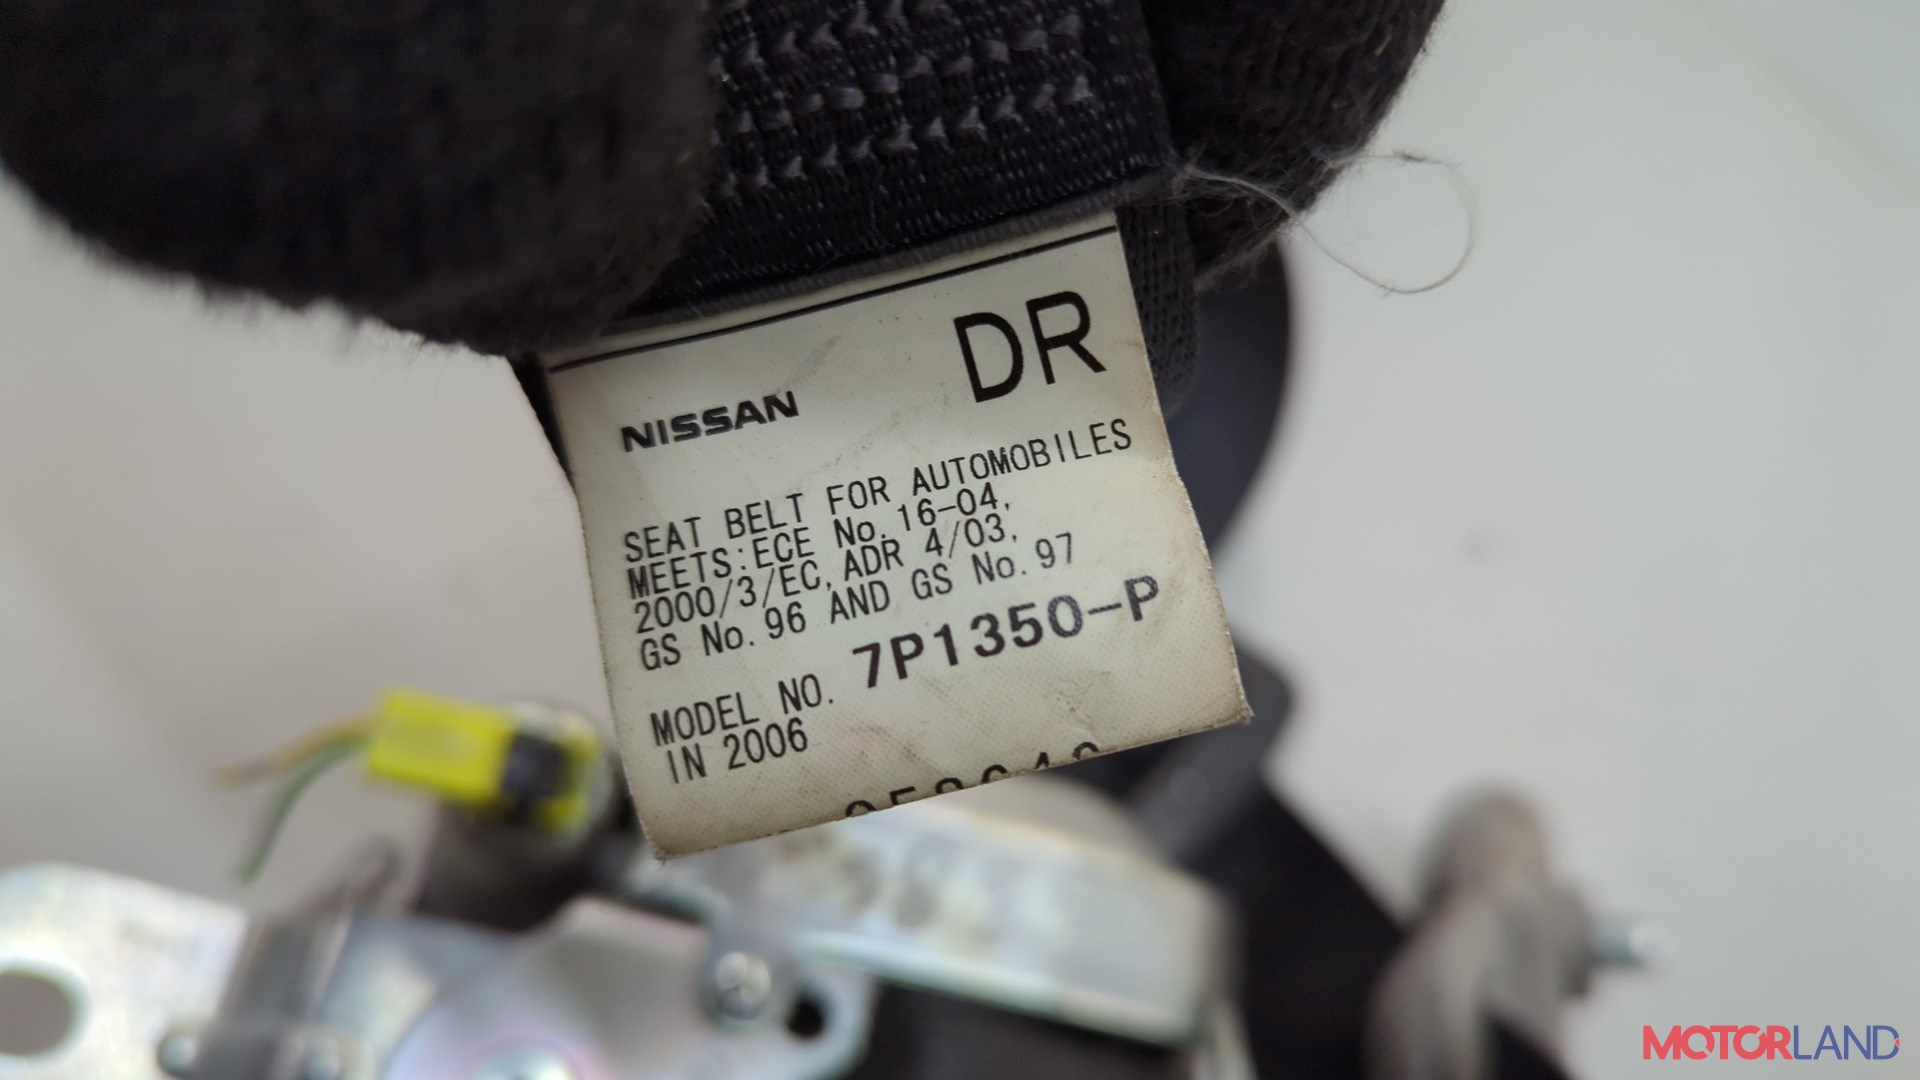 DR
NISSAN
SEAT BELT FOR AUTOMOBILES
MEETS:ECE No.16-04,
2000/3/EC,ADR 4/03,
GS No.96 AND GS No.97
MODEL NO. 7P1350-P
IN 2006
MOTORLAND